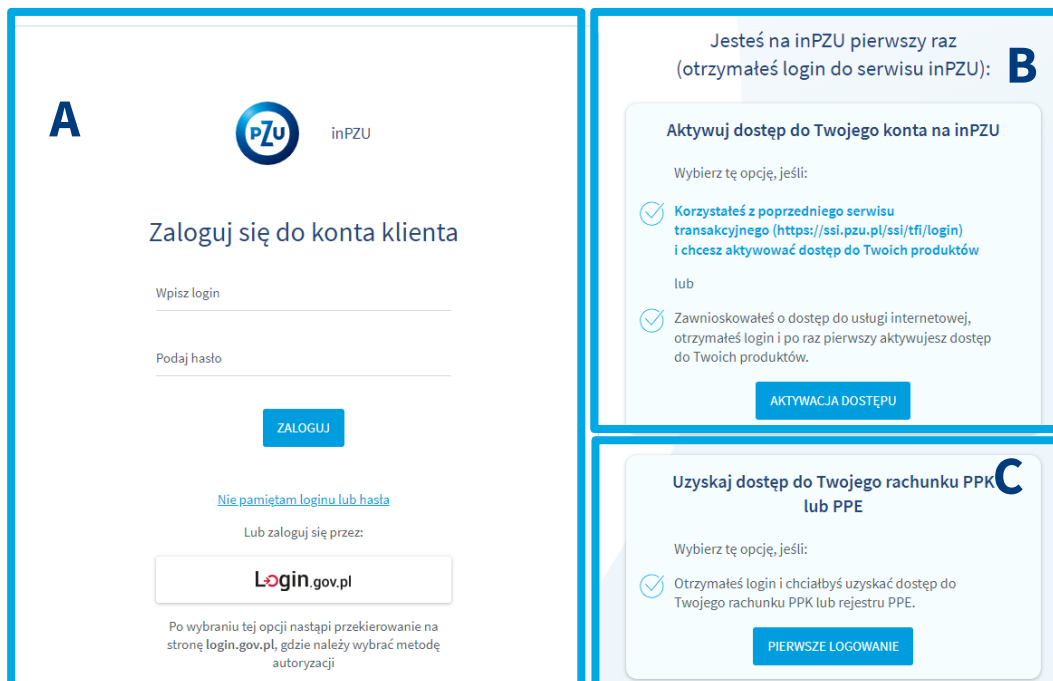 A
PZU
inPZU
Zaloguj się do konta klienta
Wpisz login
Podaj hasło
ZALOGUJ
Nie pamiętam loginu lub hasła
Lub zaloguj się przez:
Login.gov.pl
Po wybraniu tej opcji nastąpi przekierowanie na
stronę login.gov.pl, gdzie należy wybrać metodę
autoryzacji
Jesteś na inPZU pierwszy raz
(otrzymałeś login do serwisu inPZU):
B
Aktywuj dostęp do Twojego konta na inPZU
Wybierz tę opcję, jeśli:
Korzystałeś z poprzedniego serwisu
transakcyjnego (https://ssi.pzu.pl/ssi/tfi/login)
i chcesz aktywować dostęp do Twoich produktów
lub
Zawnioskowałeś o dostęp do usługi internetowej,
otrzymałeś login i po raz pierwszy aktywujesz dostęp
do Twoich produktów.
AKTYWACJA DOSTĘPU
C
Uzyskaj dostęp do Twojego rachunku PPK
lub PPE
Wybierz tę opcję, jeśli:
Otrzymałeś login i chciałbyś uzyskać dostęp do
Twojego rachunku PPK lub rejestru PPE.
PIERWSZE LOGOWANIE